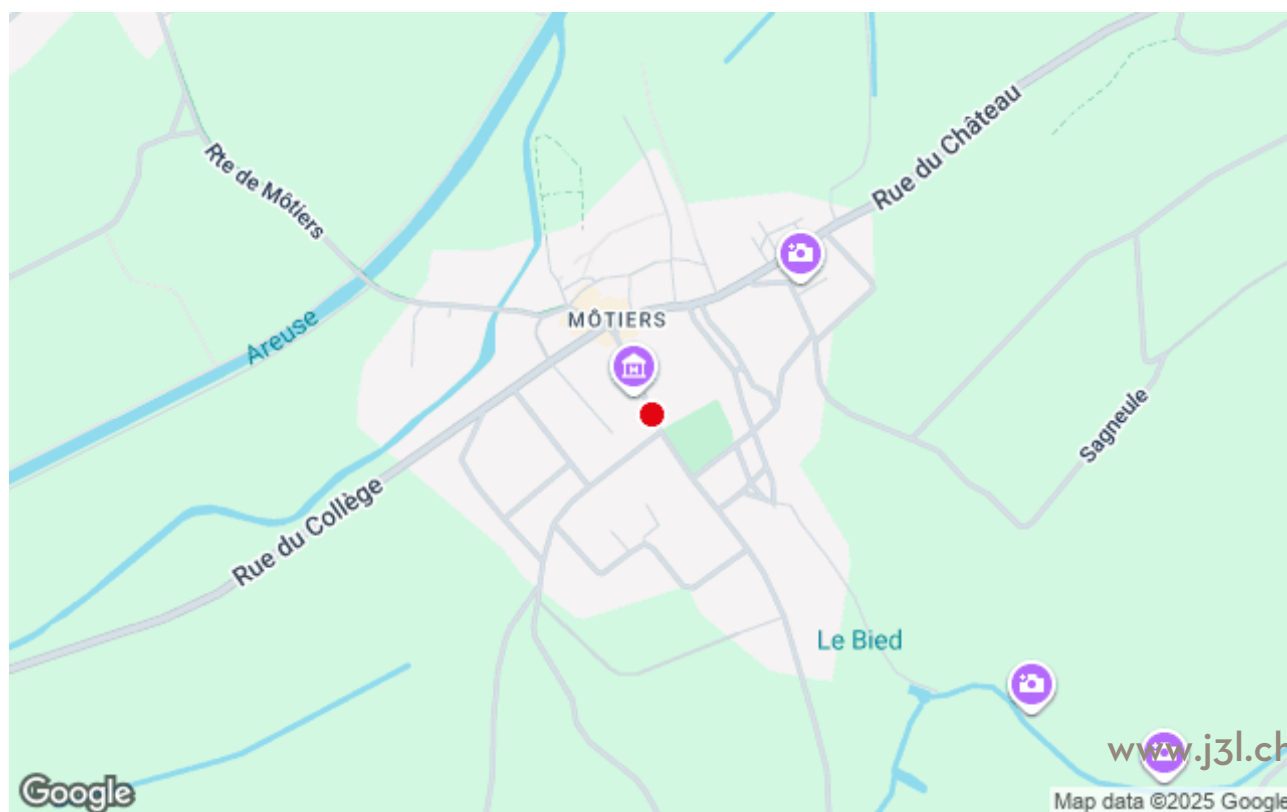 Rue du Château
Rte de Môtiers
MÔTIERS
Areuse
Sagneule
Rue du Collège
Le Bied
www.j3l.ch
Google
Map data ©2025 Google